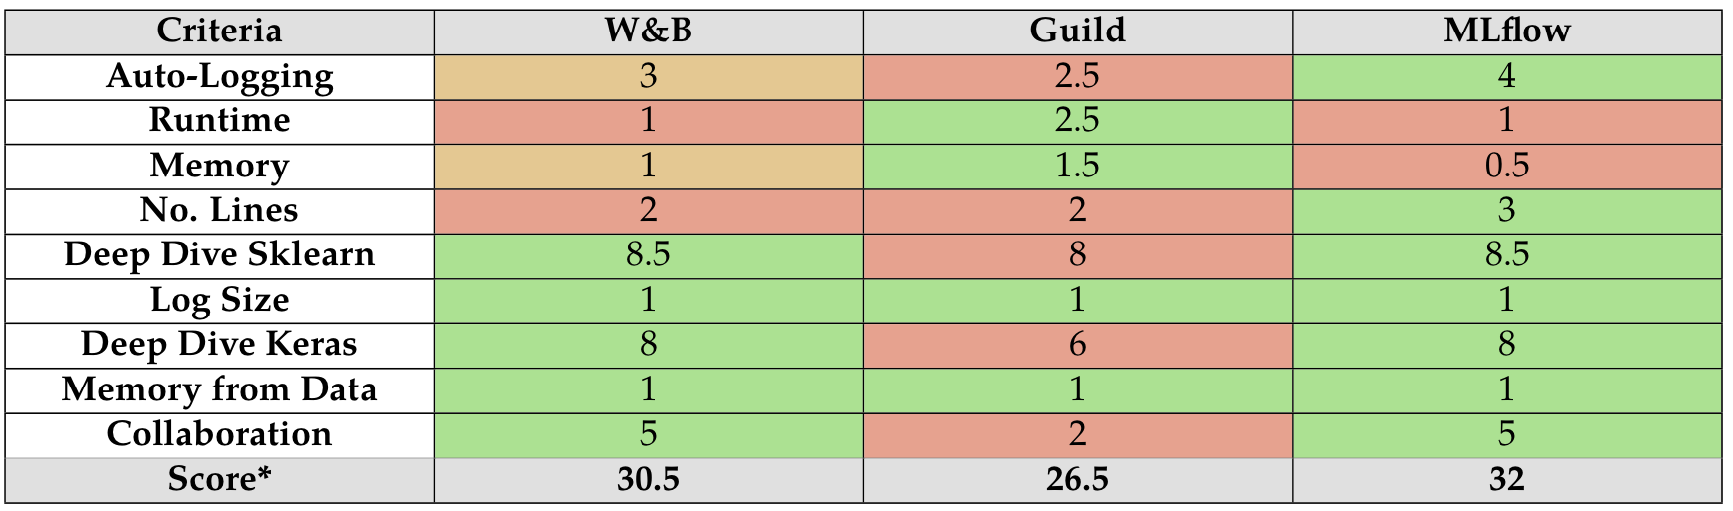 Criteria W&B Guild MLflow
Auto-Logging 3 2.5 4
Runtime 1 2.5 1
Memory 1 1.5 0.5
No. Lines 2 2 3
Deep Dive Sklearn 8.5 8 8.5
Log Size 1 1 1
Deep Dive Keras 8 6 8
Memory from Data 1 1 1
Collaboration 5 2 5
Score* 30.5 26.5 32